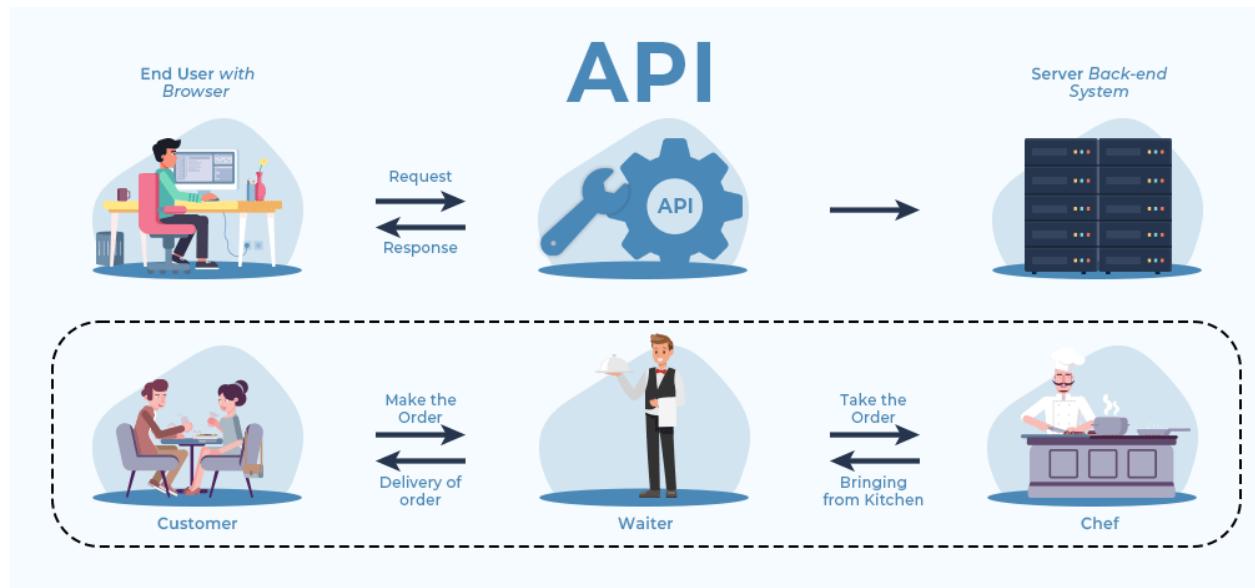 API
End User with
Browser
Server Back-end
System
Request
API
Response
Make the
Order
Take the
Order
Delivery of
order
Bringing
from Kitchen
Customer
Waiter
Chef